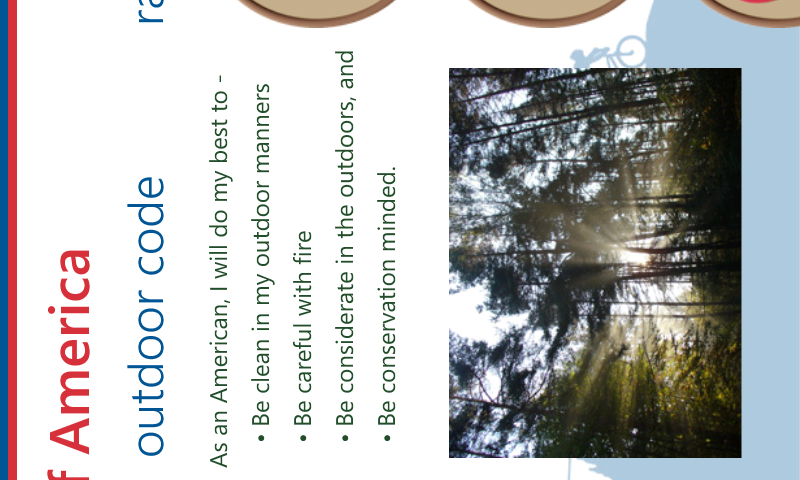 f America
outdoor code
ra
As an American, I will do my best to -
• Be clean in my outdoor manners
• Be careful with fire
• Be considerate in the outdoors, and
• Be conservation minded.